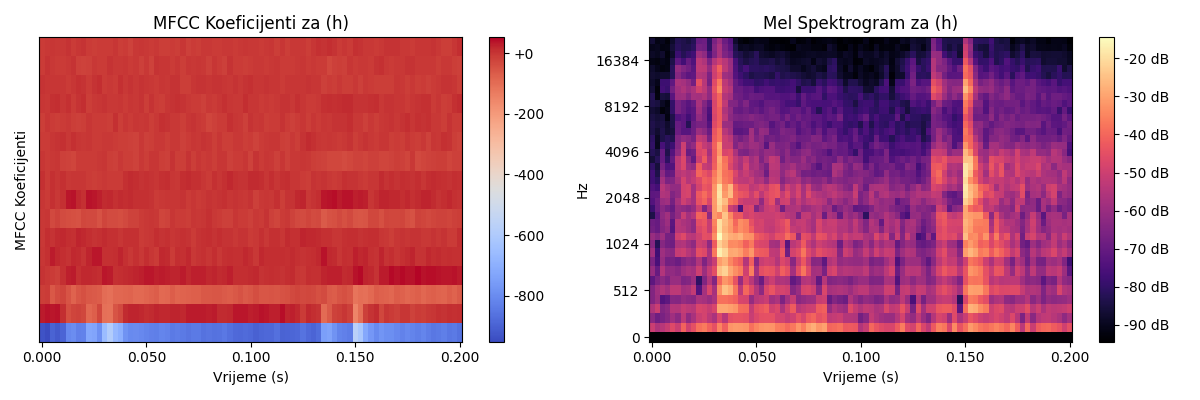 MFCC Koeficijenti za (h)
MFCC Koeficijenti
0.000 0.050 0.100 0.150 0.200
Vrijeme (s)
+0
-200
-400
-600
-800
Mel Spektrogram za (h)
Hz
16384
8192
4096
2048
1024
512
0
0.000 0.050 0.100 0.150 0.200
Vrijeme (s)
-20 dB
-30 dB
-40 dB
-50 dB
-60 dB
-70 dB
-80 dB
-90 dB